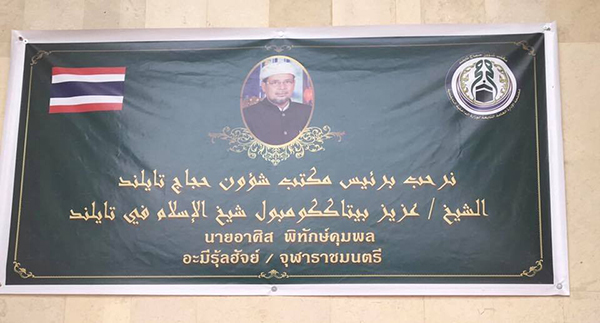 نرحب برئيس مكتب شؤون حجاج تايلند
الشيخ / عزيز بيتاككومبول شيخ الإسلام في تايلند
นายอาศิส พิทักษ์คุมพล
อะมีรุ้ลฮัจย์ / จุฬาราชมนตรี